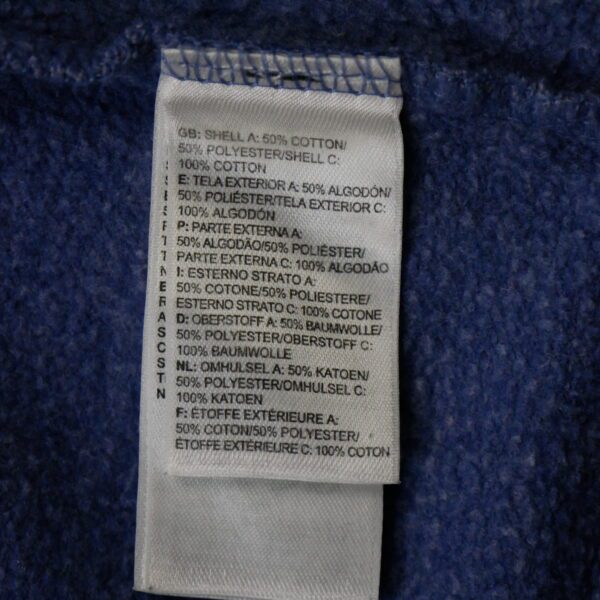 GB: SHELL A: 50% COTTON/
50% POLYESTER/SHELL C:
100% COTTON
E: TELA EXTERIOR A: 50% ALGODÓN/
50% POLIÉSTER/TELA EXTERIOR C:
100% ALGODÓN
P: PARTE EXTERNA A:
50% ALGODÃO/50% POLIÉSTER/
PARTE EXTERNA C: 100% ALGODÃO
I: ESTERNO STRATO A:
50% COTONE/50% POLIESTERE/
ESTERNO STRATO C: 100% COTONE
D: OBERSTOFF A: 50% BAUMWOLLE/
50% POLYESTER/OBERSTOFF C:
100% BAUMWOLLE
NL: OMHULSEL A: 50% KATOEN/
50% POLYESTER/OMHULSEL C:
100% KATOEN
F: ÉTOFFE EXTÉRIEURE A:
50% COTON/50% POLYESTER/
ÉTOFFE EXTÉRIEURE C: 100% COTON